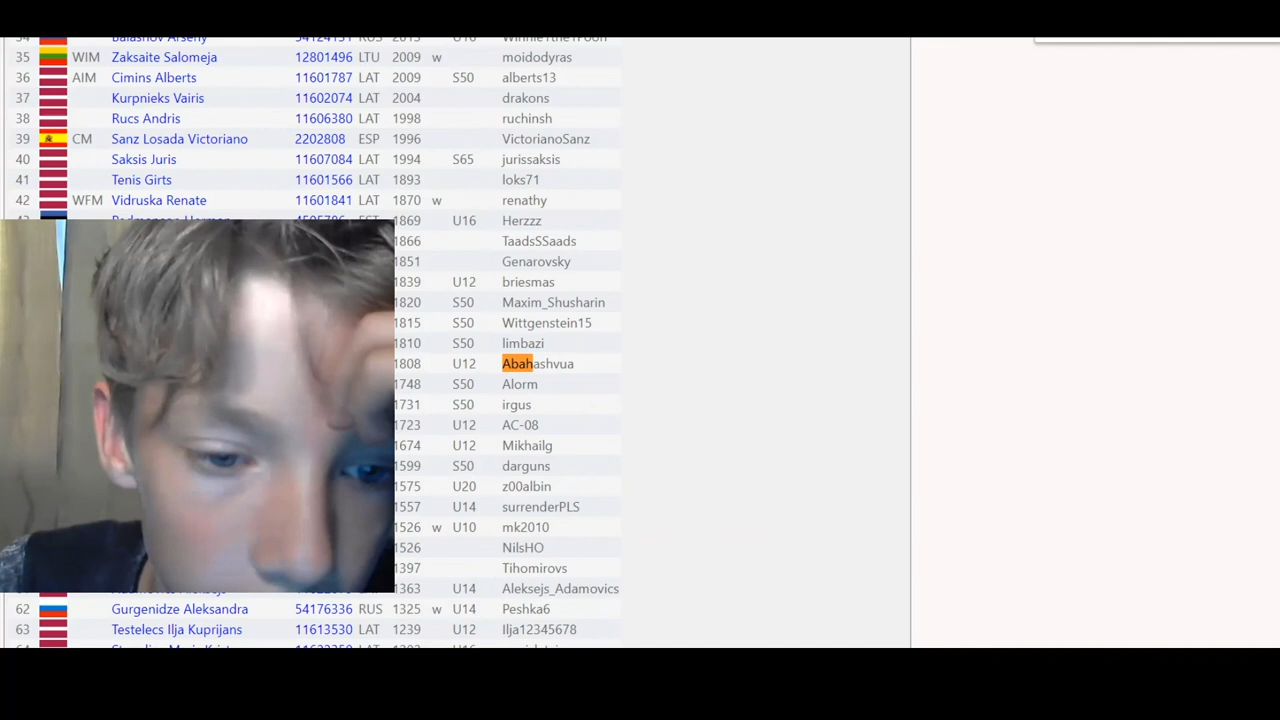 35 WIM Zaksaite Salomeja 12801496 LTU 2009 w moidodyras
36 AIM Cimins Alberts 11601787 LAT 2009 S50 alberts13
37 Kurpnieks Vairis 11602074 LAT 2004 drakons
38 Rucs Andris 11606380 LAT 1998 ruchinsh
39 CM Sanz Losada Victoriano 2202808 ESP 1996 VictorianoSanz
40 Saksis Juris 11607084 LAT 1994 S65 jurissaksis
41 Tenis Girts 11601566 LAT 1893 loks71
42 WFM Vidruska Renate 11601841 LAT 1870 w renathy
1869 U16 Herzzz
1866 TaadsSSaads
1851 Genarovsky
1839 U12 briesmas
1820 S50 Maxim_Shusharin
1815 S50 Wittgenstein15
1810 S50 limbazi
1808 U12 Abahashvua
1748 S50 Alorm
1731 S50 irgus
1723 U12 AC-08
1674 U12 Mikhailg
1599 S50 darguns
1575 U20 z00albin
1557 U14 surrenderPLS
1526 w U10 mk2010
1526 NilsHO
1397 Tihomirovs
1363 U14 Aleksejs_Adamovics
62 Gurgenidze Aleksandra 54176336 RUS 1325 w U14 Peshka6
63 Testelecs Ilja Kuprijans 11613530 LAT 1239 U12 Ilja12345678